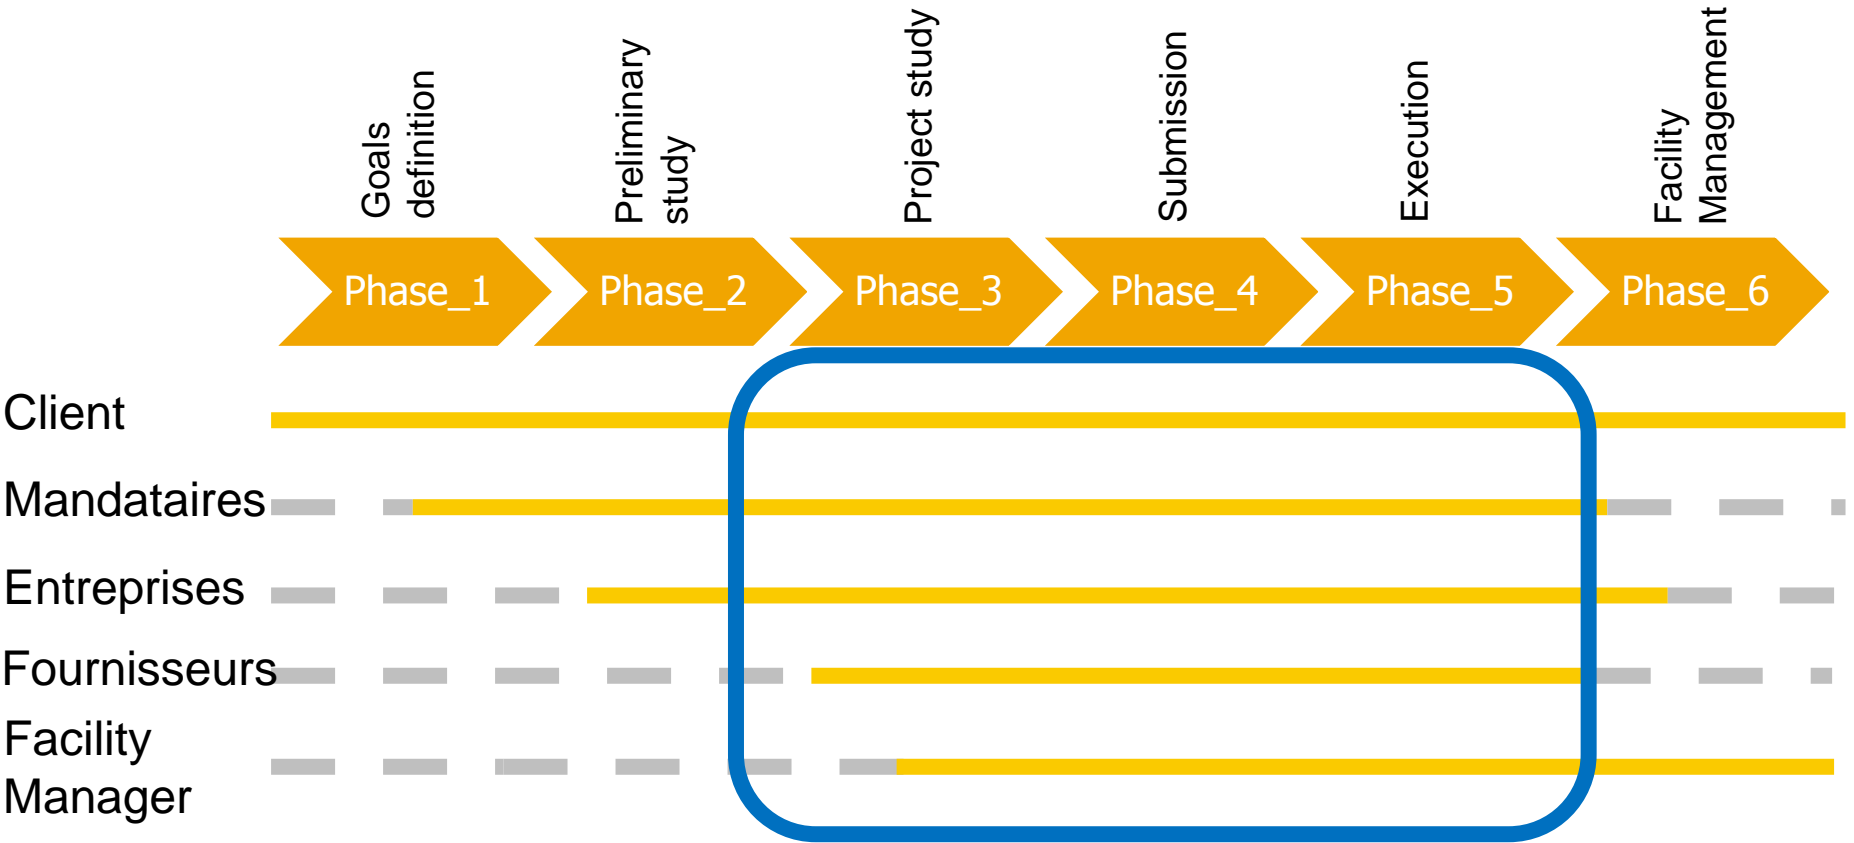 Goals
definition
Preliminary
study
Project study
Submission
Execution
Facility
Management
Phase_1
Phase_2
Phase_3
Phase_4
Phase_5
Phase_6
Client
Mandataires
Entreprises
Fournisseurs
Facility
Manager